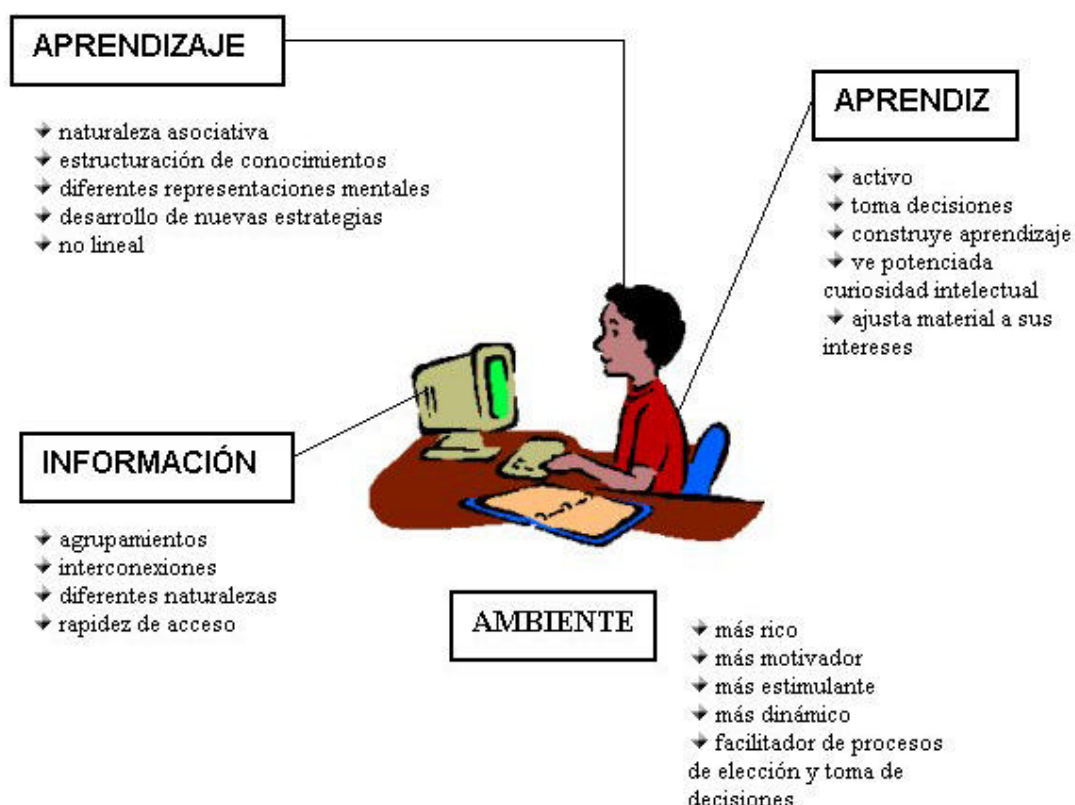 APRENDIZAJE
naturaleza asociativa
estructuración de conocimientos
diferentes representaciones mentales
desarrollo de nuevas estrategias
no lineal
APRENDIZ
activo
toma decisiones
construye aprendizaje
ve potenciada
curiosidad intelectual
ajusta material a sus
intereses
INFORMACIÓN
agrupamientos
interconexiones
diferentes naturalezas
rapidez de acceso
AMBIENTE
más rico
más motivador
más estimulante
más dinámico
facilitador de procesos
de elección y toma de
decisiones